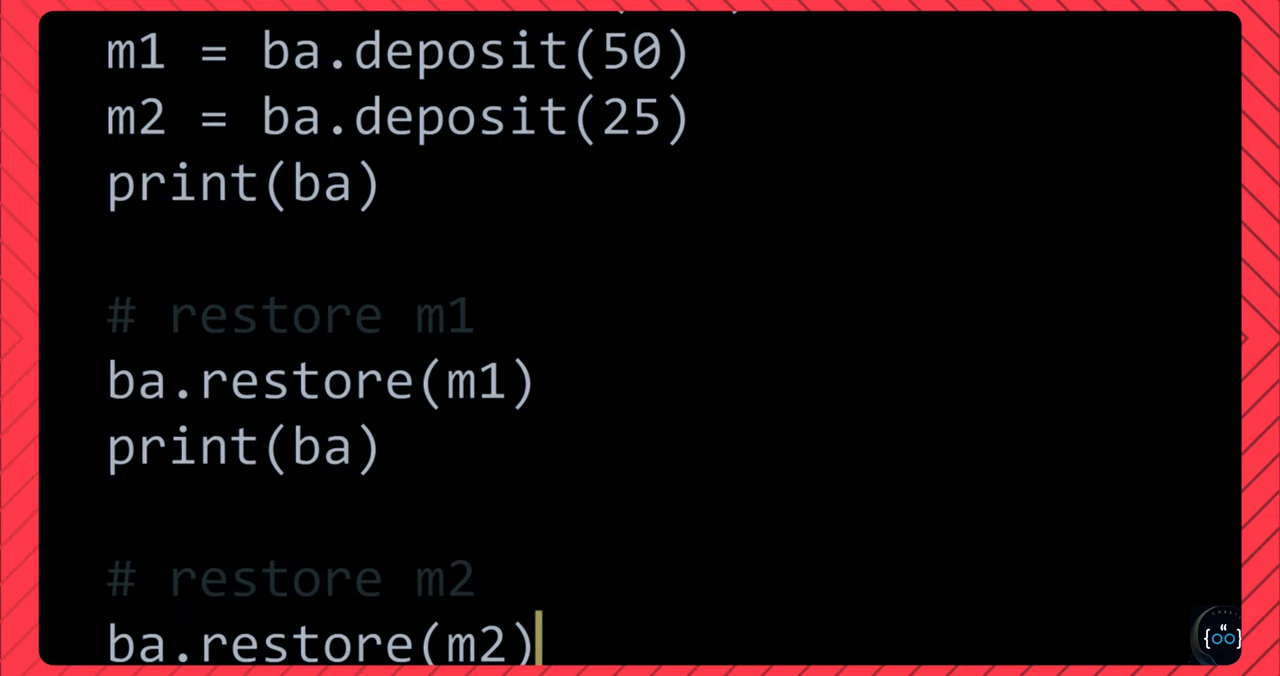 m1 = ba.deposit(50)
m2 = ba.deposit(25)
print(ba)
# restore m1
ba.restore(m1)
print(ba)
# restore m2
ba.restore(m2)
{oo}